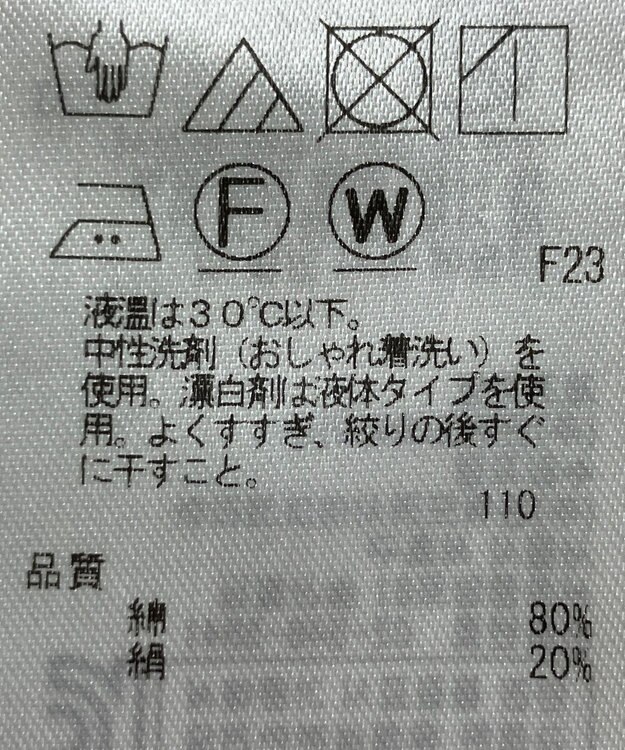 F W
F23
液温は30℃以下。
中性洗剤（おしゃれ着洗い）を
使用。漂白剤は液体タイプを使
用。よくすすぎ、絞りの後すぐ
に干すこと。
110
品質
綿 80%
絹 20%